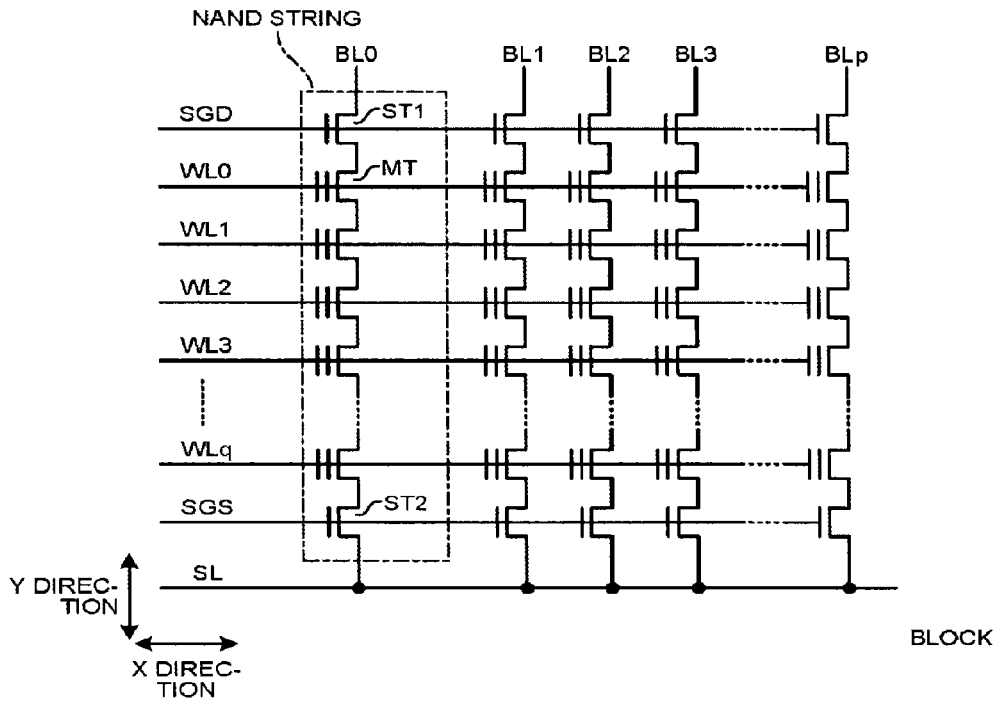 NAND STRING
BL0 BL1 BL2 BL3 BLp
SGD ST1
WL0 MT
WL1
WL2
WL3
WLq
SGS ST2
SL
Y DIREC-
TION
X DIREC-
TION
BLOCK